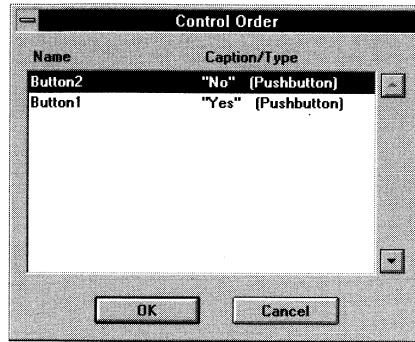 Control Order
Name Caption/Type
Button2 "No" (Pushbutton)
Button1 "Yes" (Pushbutton)
OK Cancel